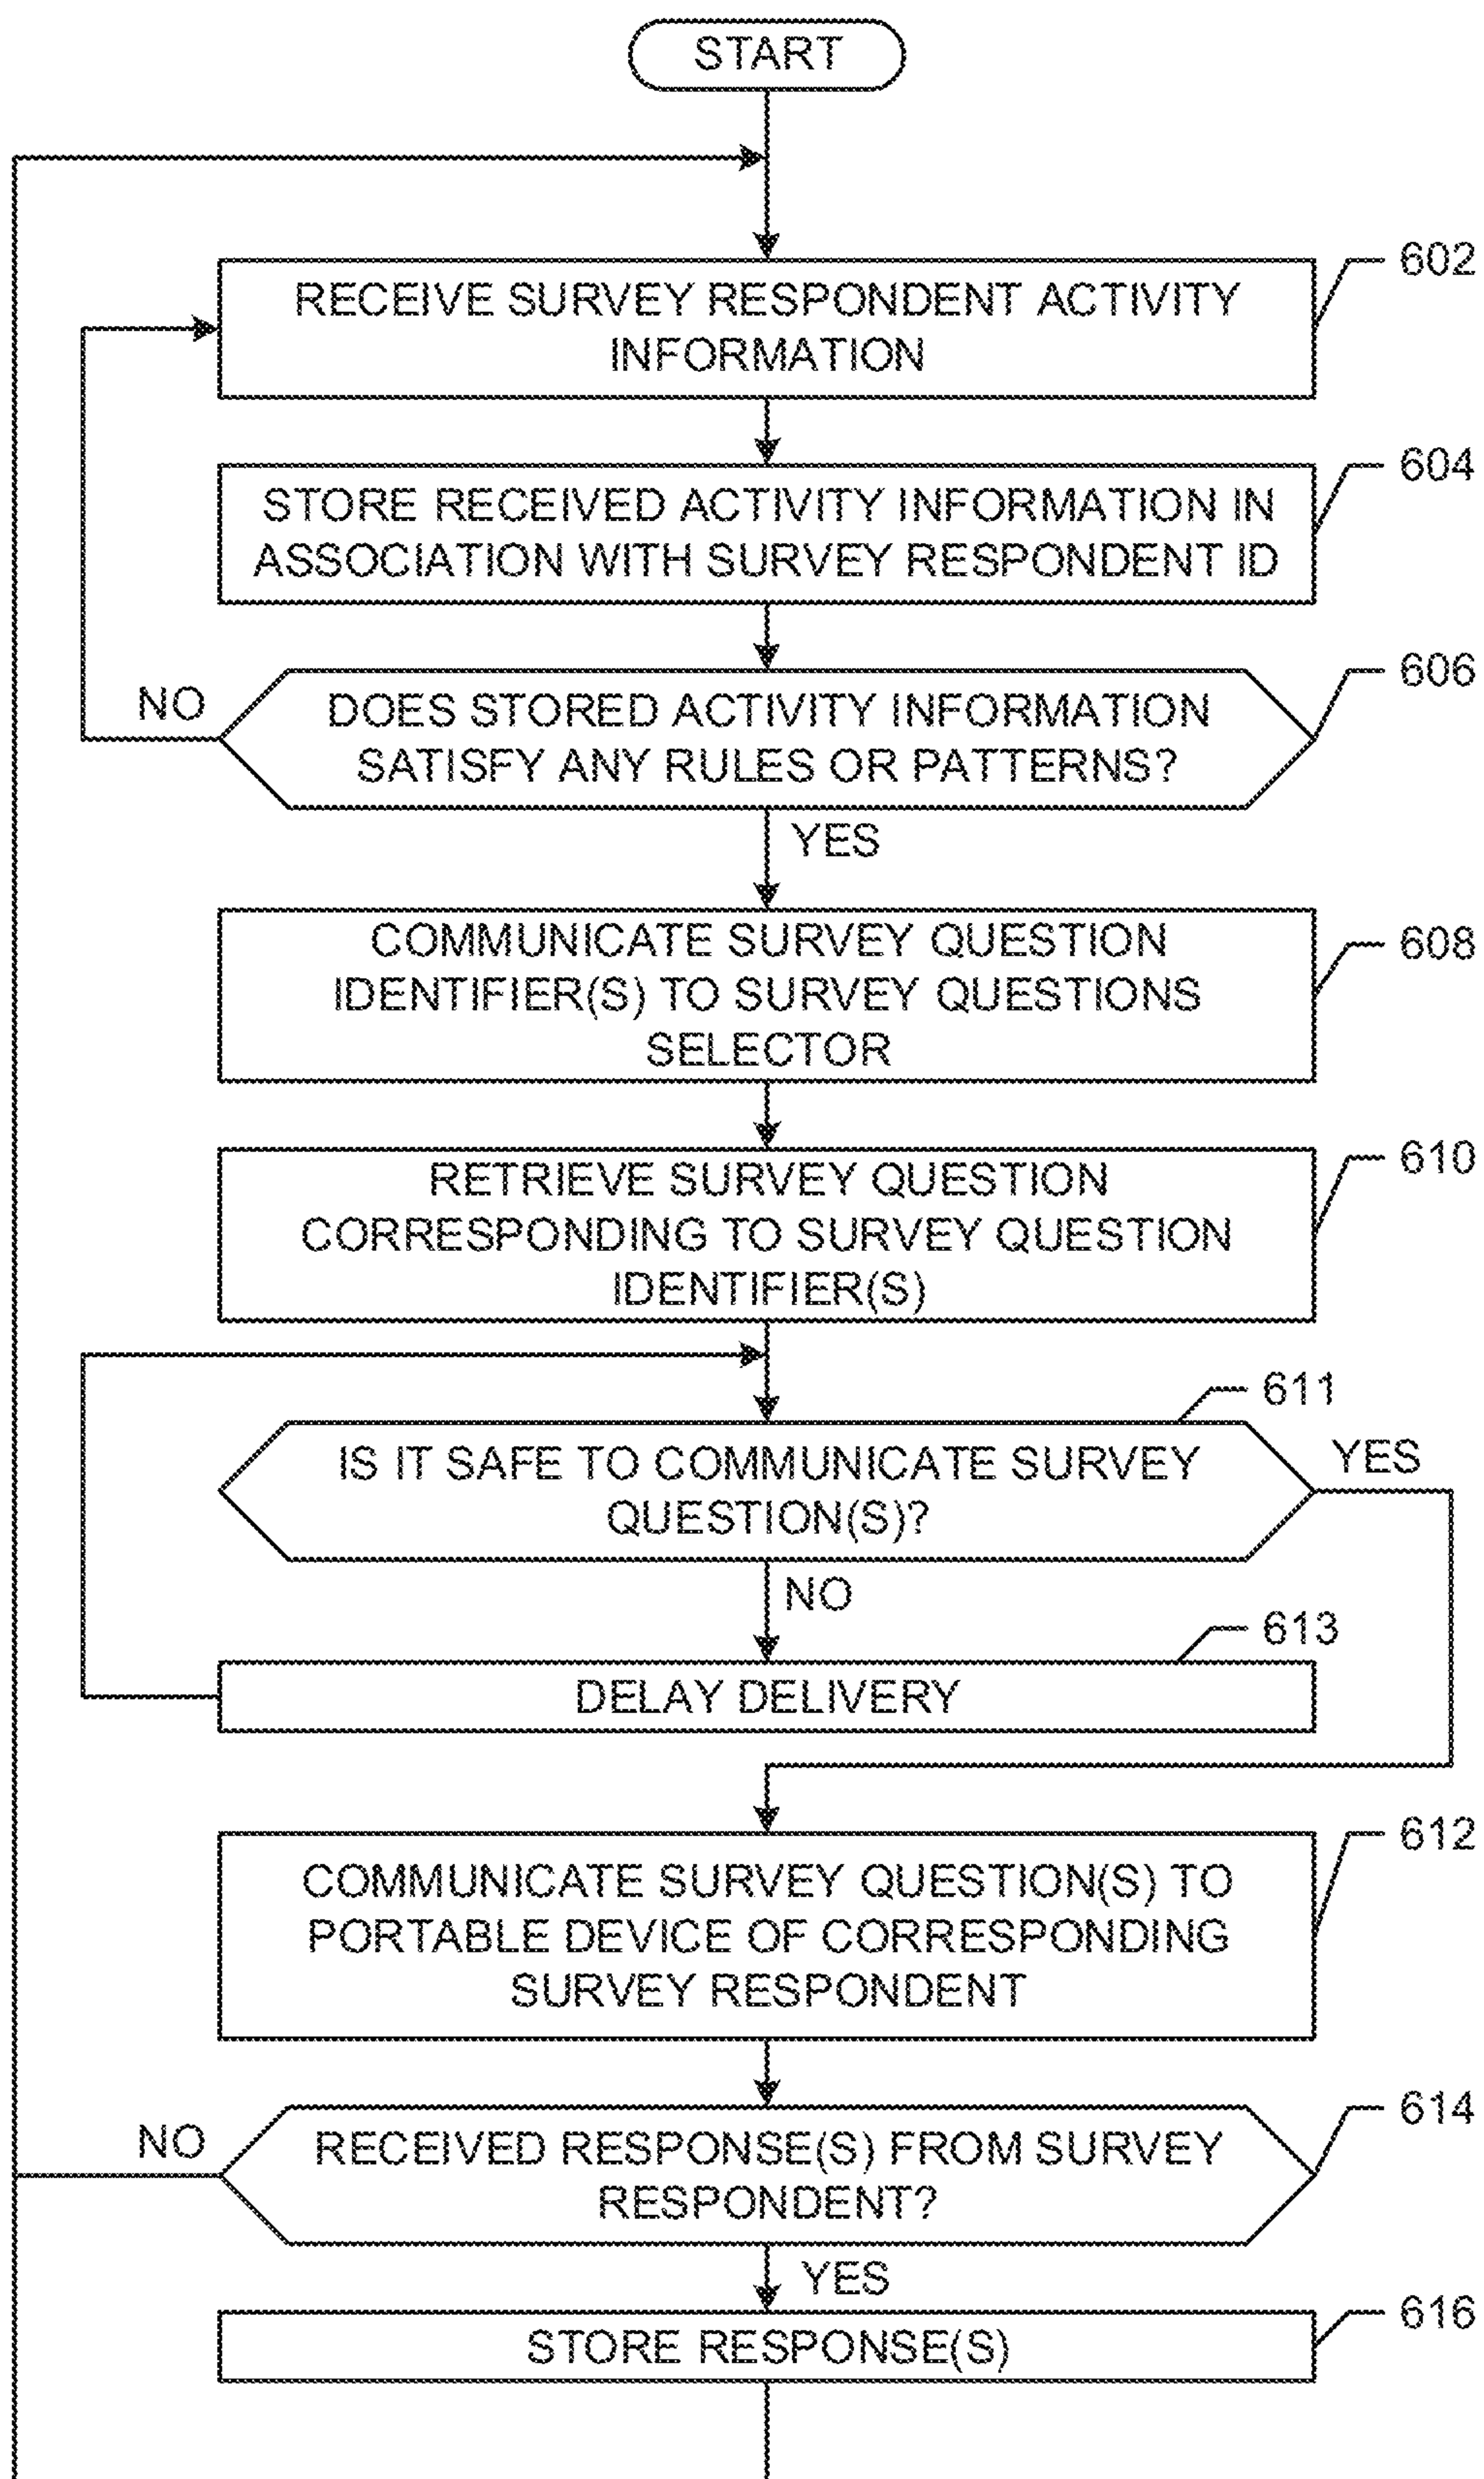 START
602
RECEIVE SURVEY RESPONDENT ACTIVITY
INFORMATION
604
STORE RECEIVED ACTIVITY INFORMATION IN
ASSOCIATION WITH SURVEY RESPONDENT ID
606
NO
DOES STORED ACTIVITY INFORMATION
SATISFY ANY RULES OR PATTERNS?
YES
608
COMMUNICATE SURVEY QUESTION
IDENTIFIER(S) TO SURVEY QUESTIONS
SELECTOR
610
RETRIEVE SURVEY QUESTION
CORRESPONDING TO SURVEY QUESTION
IDENTIFIER(S)
611
IS IT SAFE TO COMMUNICATE SURVEY
QUESTION(S)?
YES
NO
613
DELAY DELIVERY
612
COMMUNICATE SURVEY QUESTION(S) TO
PORTABLE DEVICE OF CORRESPONDING
SURVEY RESPONDENT
614
NO
RECEIVED RESPONSE(S) FROM SURVEY
RESPONDENT?
YES
616
STORE RESPONSE(S)